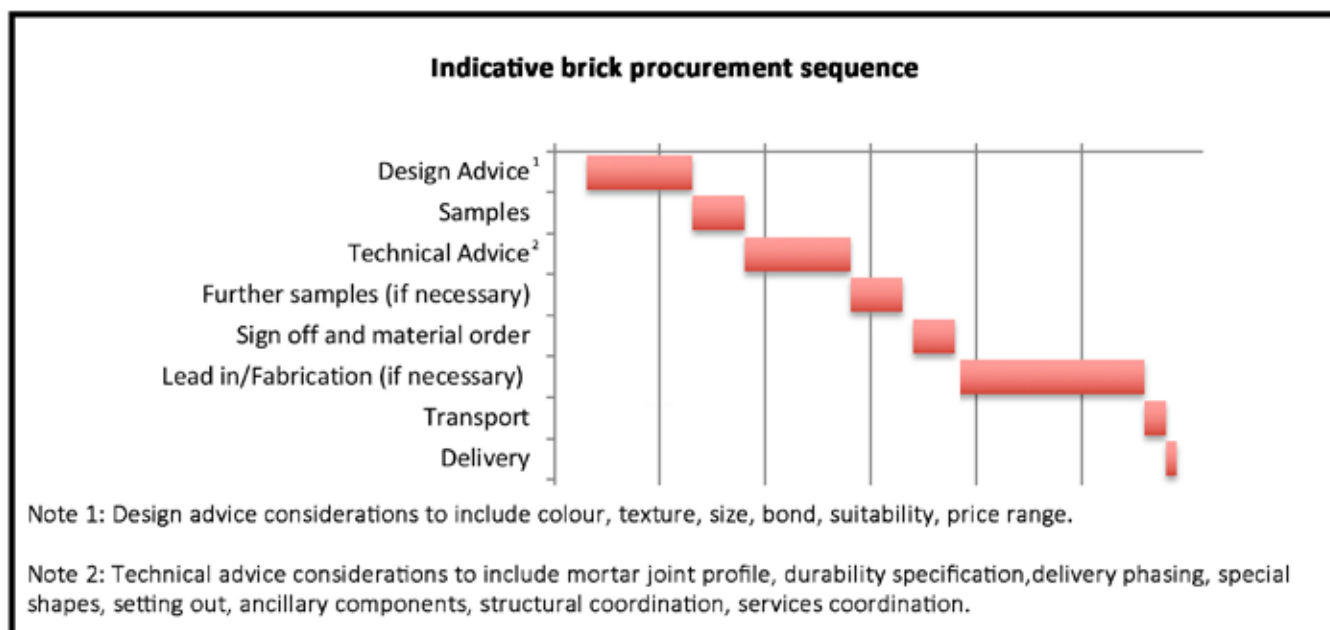 Indicative brick procurement sequence
Design Advice¹
Samples
Technical Advice²
Further samples (if necessary)
Sign off and material order
Lead in/Fabrication (if necessary)
Transport
Delivery
Note 1: Design advice considerations to include colour, texture, size, bond, suitability, price range.
Note 2: Technical advice considerations to include mortar joint profile, durability specification,delivery phasing, special
shapes, setting out, ancillary components, structural coordination, services coordination.